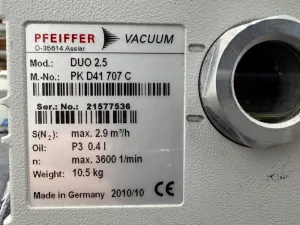 PFEIFFER VACUUM
D-35614 Asslar
Mod.: DUO 2,5
M.-No.: PK D41 707 C
Ser.: No.: 21577536
S(N₂): max. 2.9 m³/h
Oil: P3 0.4 l
n: max. 3600 1/min
Weight: 10.5 kg
Made in Germany 2010/10 CE